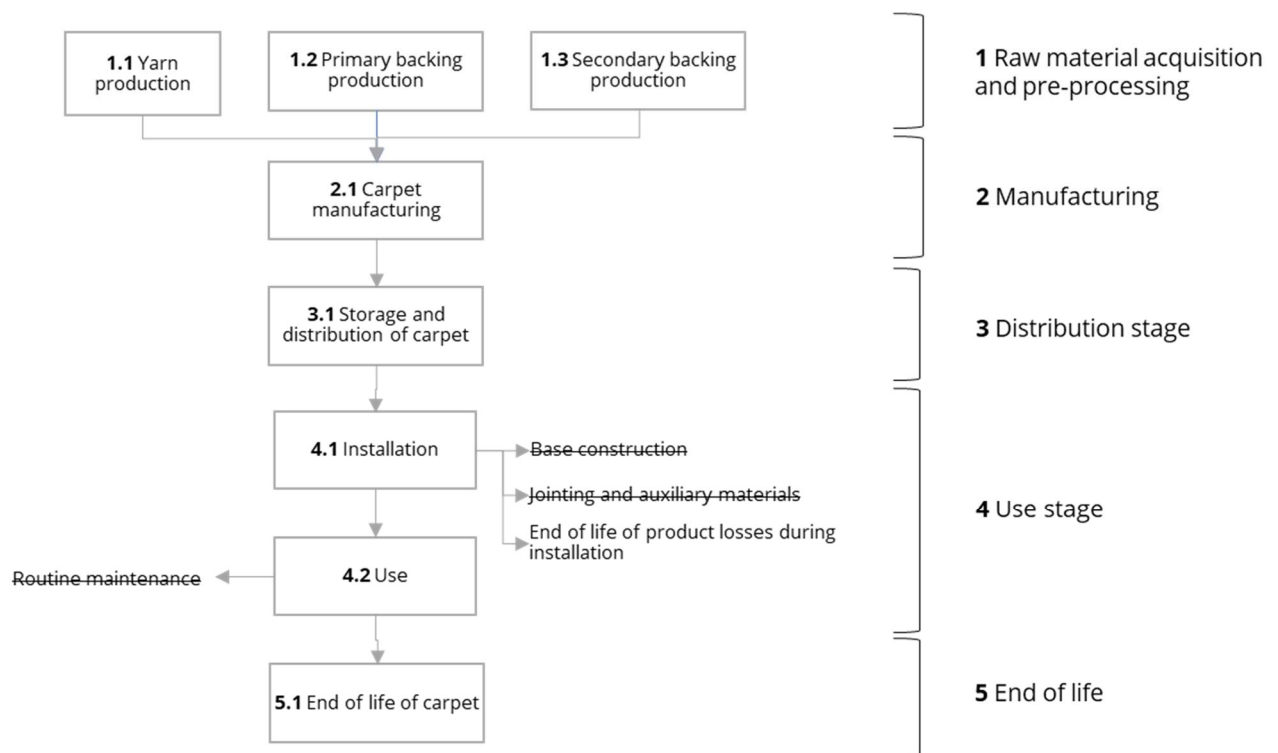 1.1 Yarn
production
1.2 Primary backing
production
1.3 Secondary backing
production
1 Raw material acquisition
and pre-processing
2.1 Carpet
manufacturing
2 Manufacturing
3.1 Storage and
distribution of carpet
3 Distribution stage
4.1 Installation
Base construction
Jointing and auxiliary materials
End of life of product losses during
installation
4 Use stage
Routine maintenance
4.2 Use
5.1 End of life of carpet
5 End of life